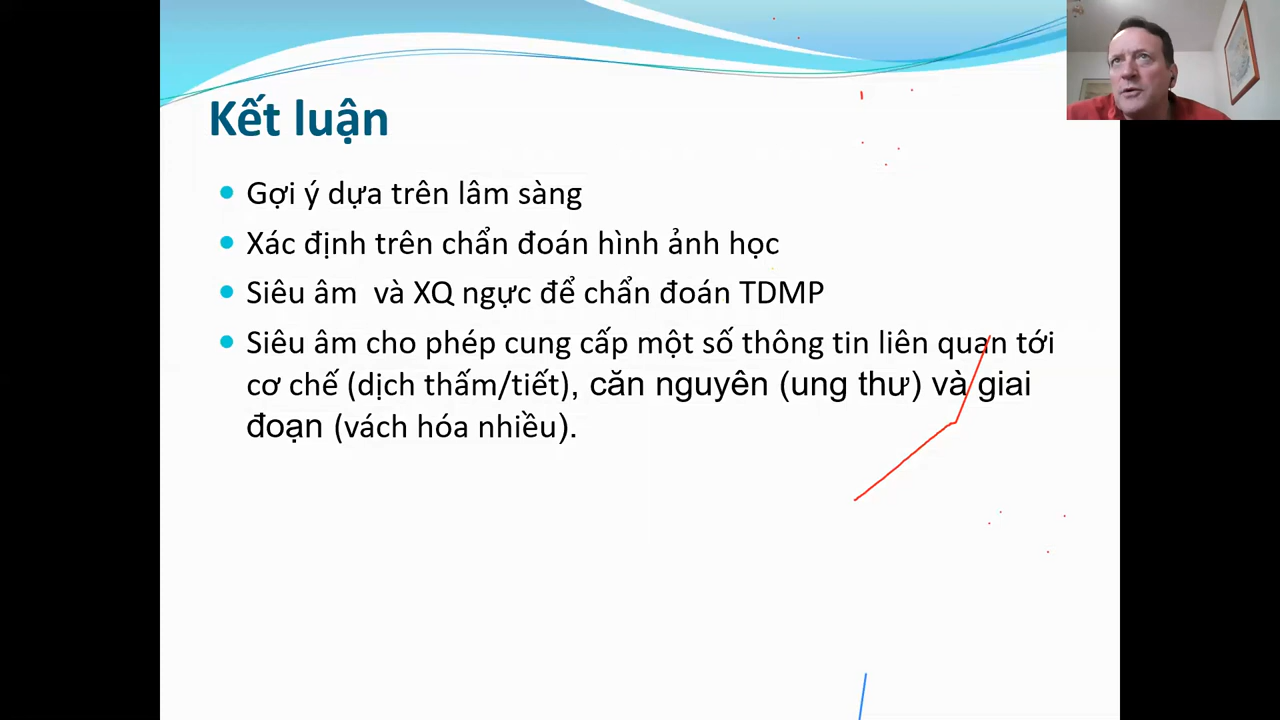 Kết luận
Gợi ý dựa trên lâm sàng
Xác định trên chẩn đoán hình ảnh học
Siêu âm và XQ ngực để chẩn đoán TDMP
Siêu âm cho phép cung cấp một số thông tin liên quan tới
cơ chế (dịch thấm/tiết), căn nguyên (ung thư) và giai
đoạn (vách hóa nhiều).